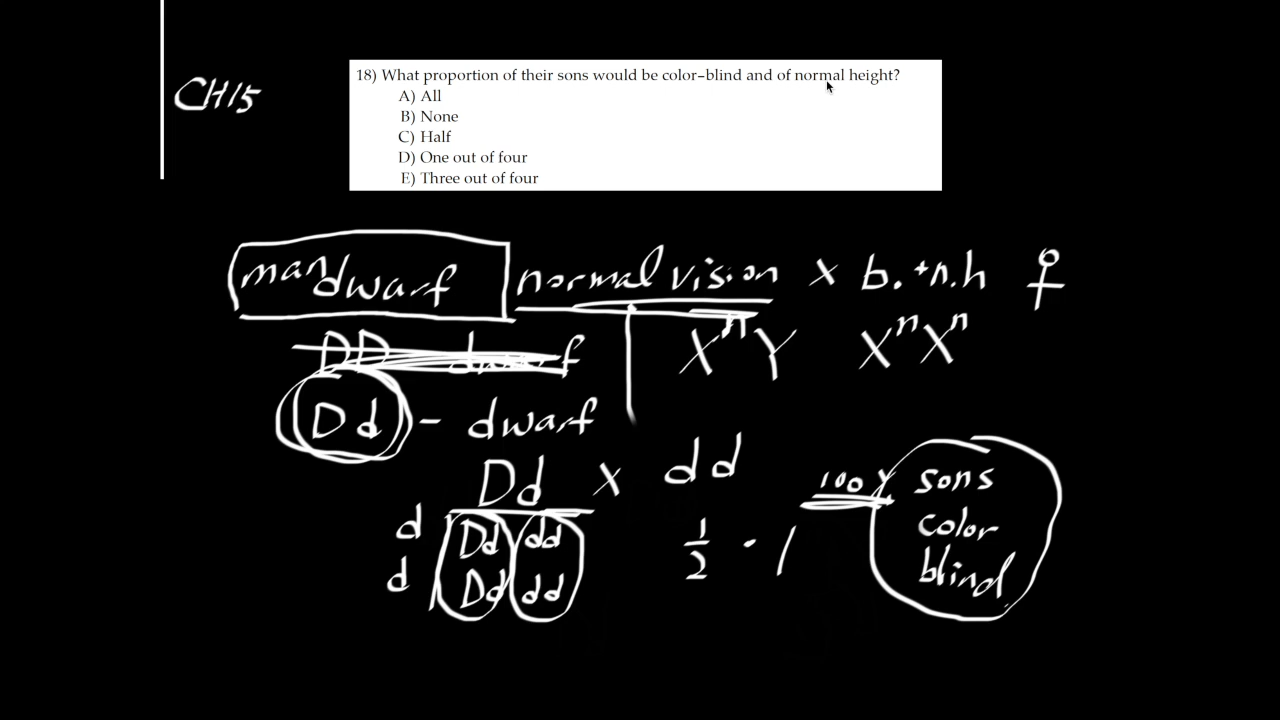 CH15
18) What proportion of their sons would be color-blind and of normal height?
A) All
B) None
C) Half
D) One out of four
E) Three out of four
man dwarf normal vision x b. + n. h ♀
DD dwarf XⁿY XⁿXⁿ
Dd - dwarf
Dd x dd
100% sons
d Dd dd
color
1/2 · 1
d Dd dd
blind